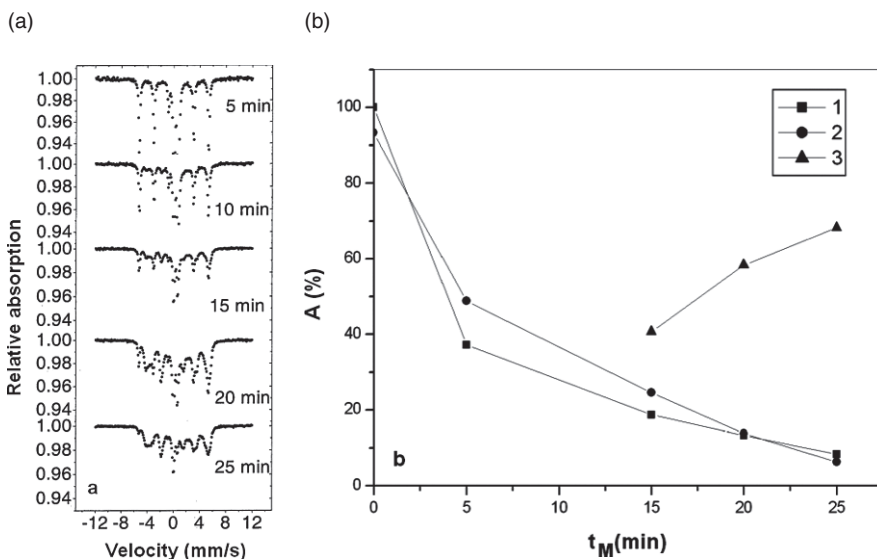 (a)
(b)
Relative absorption
1.00
0.98
0.96
0.94
0.92
5 min
1.00
0.98
0.96
0.94
10 min
1.00
0.98
0.96
0.94
15 min
1.00
0.98
0.96
0.94
20 min
1.00
0.98
0.96
0.94
25 min
a
-12 -8 -4 0 4 8 12
Velocity (mm/s)
A (%)
100
80
60
40
20
0
1
2
3
b
0 5 10 15 20 25
tM(min)